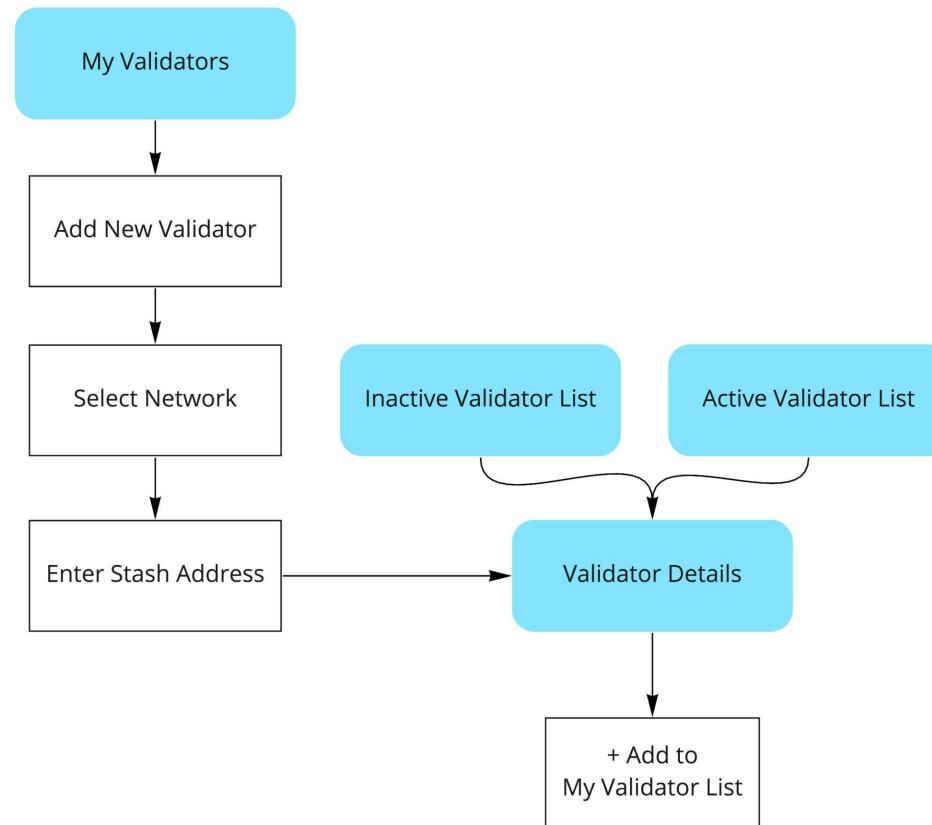 My Validators
Add New Validator
Select Network
Inactive Validator List
Active Validator List
Enter Stash Address
Validator Details
+ Add to
My Validator List